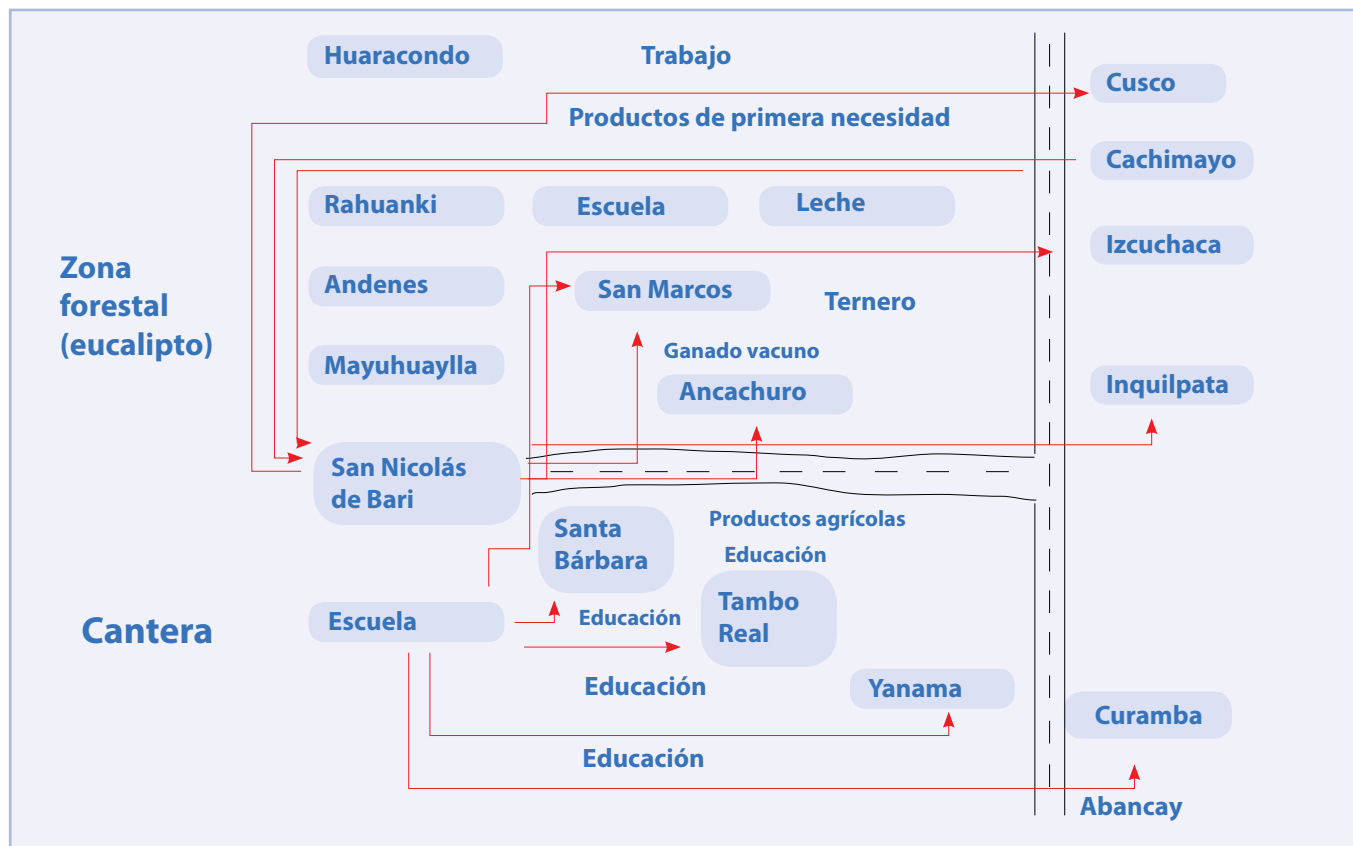 Huaracondo
Trabajo
Cusco
Productos de primera necesidad
Cachimayo
Rahuanki
Escuela
Leche
Izcuchaca
Zona
forestal
(eucalipto)
Andenes
San Marcos
Ternero
Mayuhuaylla
Ganado vacuno
Ancachuro
Inquilpata
San Nicolás
de Bari
Productos agrícolas
Santa
Bárbara
Educación
Tambo
Real
Cantera
Escuela
Educación
Educación
Yanama
Curamba
Educación
Abancay